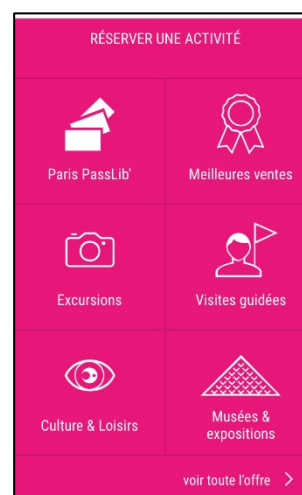 RÉSERVER UNE ACTIVITÉ
Paris PassLib'
Meilleures ventes
Excursions
Visites guidées
Culture & Loisirs
Musées &
expositions
voir toute l'offre >